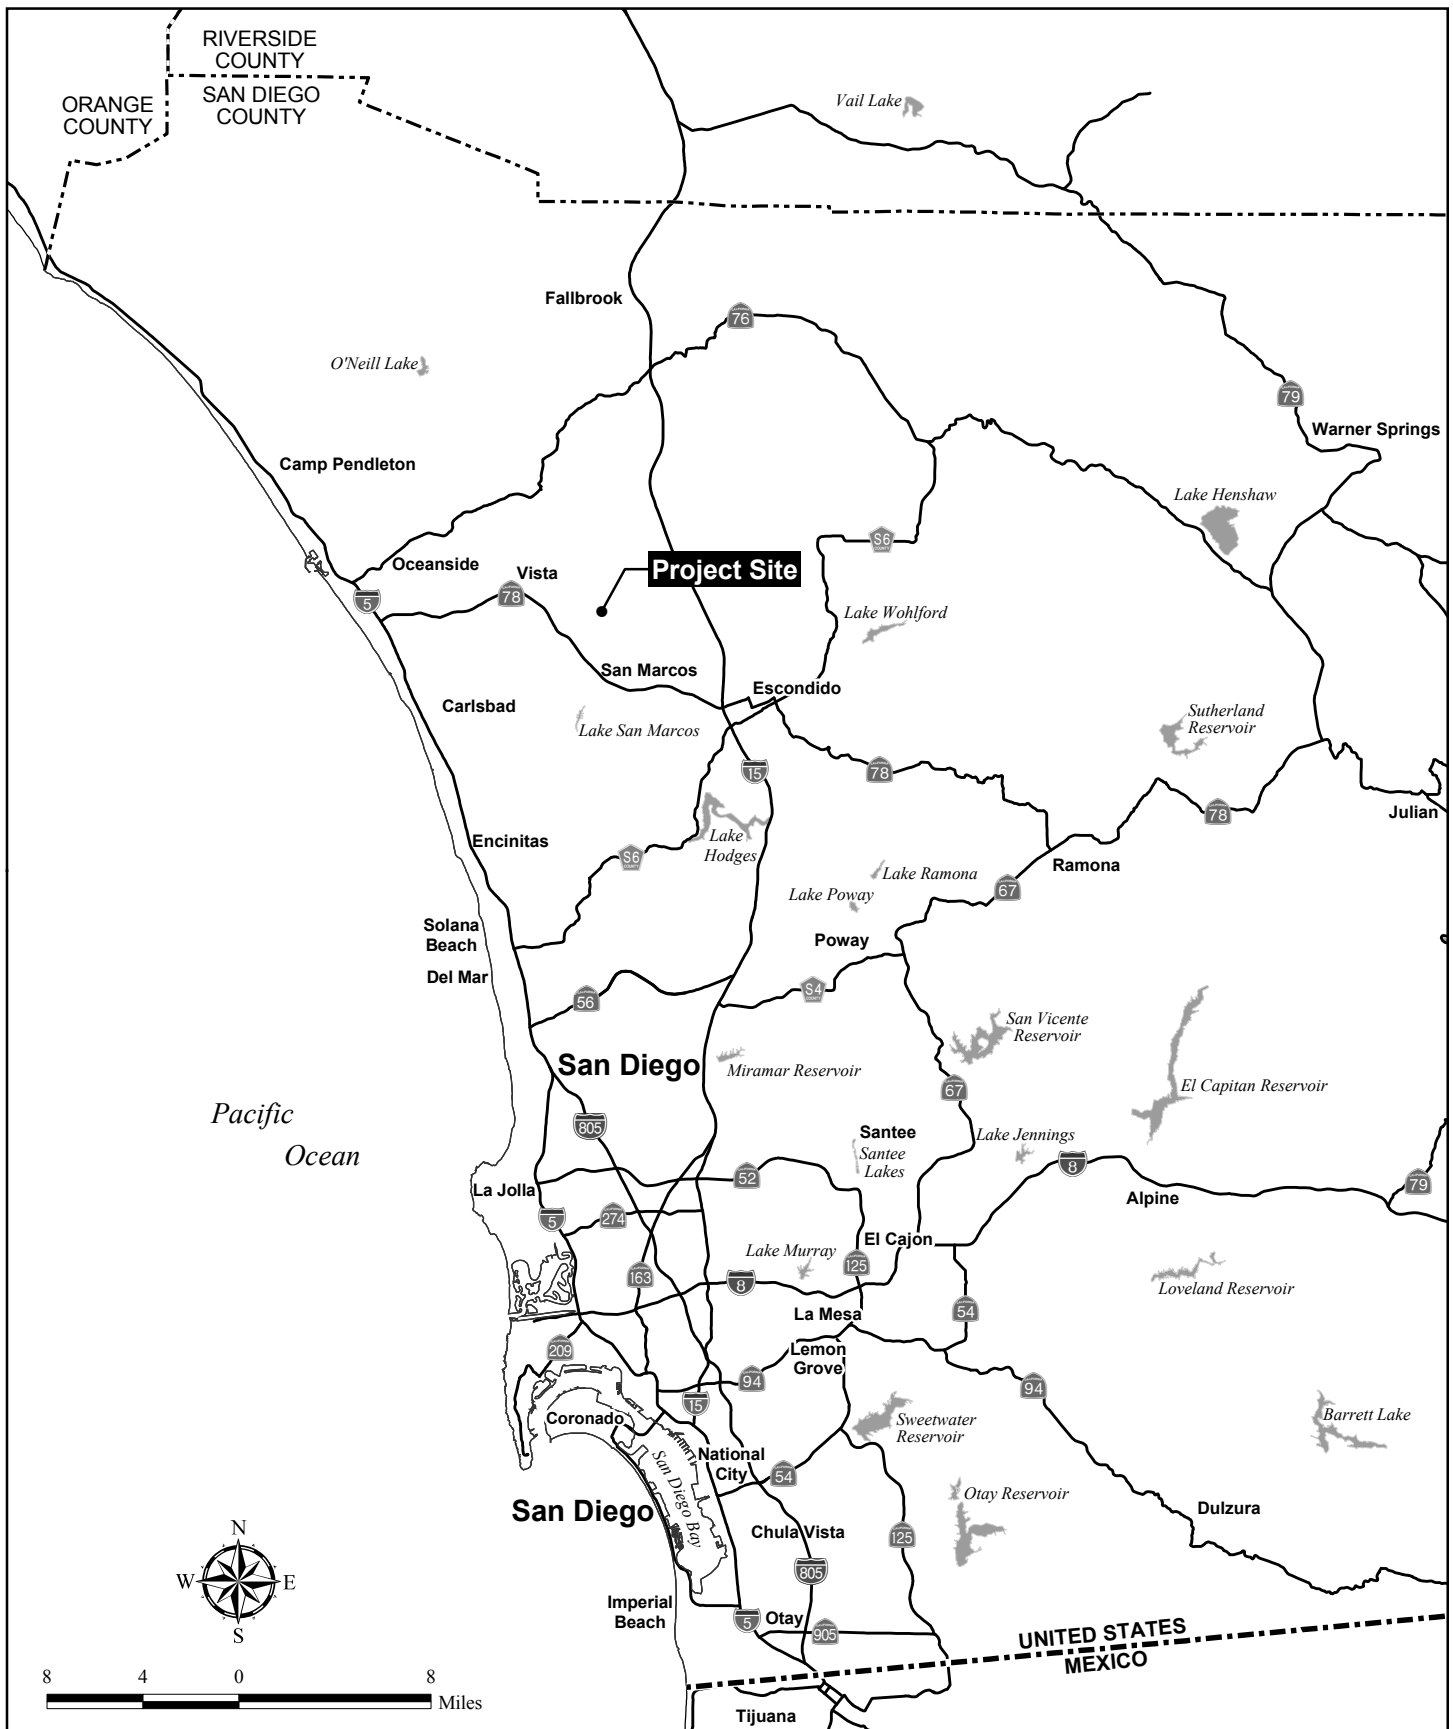 RIVERSIDE
COUNTY
ORANGE
COUNTY
SAN DIEGO
COUNTY
Vail Lake
Fallbrook
76
O'Neill Lake
79
Warner Springs
Camp Pendleton
Lake Henshaw
S6
COUNTY
Oceanside
Vista
Project Site
5
78
Lake Wohlford
San Marcos
Escondido
Carlsbad
Lake San Marcos
Sutherland
Reservoir
15
78
78
Julian
Encinitas
Lake
Hodges
S6
COUNTY
Lake Ramona
Ramona
67
Lake Poway
Solana
Beach
Poway
Del Mar
56
S4
COUNTY
San Vicente
Reservoir
San Diego
Miramar Reservoir
67
El Capitan Reservoir
Pacific
Ocean
805
Santee
Santee
Lakes
Lake Jennings
8
La Jolla
52
79
Alpine
5
274
El Cajon
Lake Murray
125
163
8
Loveland Reservoir
La Mesa
54
209
Lemon
Grove
94
94
15
Coronado
Sweetwater
Reservoir
Barrett Lake
National
City
54
San Diego Bay
San Diego
Otay Reservoir
Dulzura
Chula Vista
125
805
N
W
E
S
Imperial
Beach
5
Otay
905
UNITED STATES
MEXICO
8
4
0
8
Miles
Tijuana